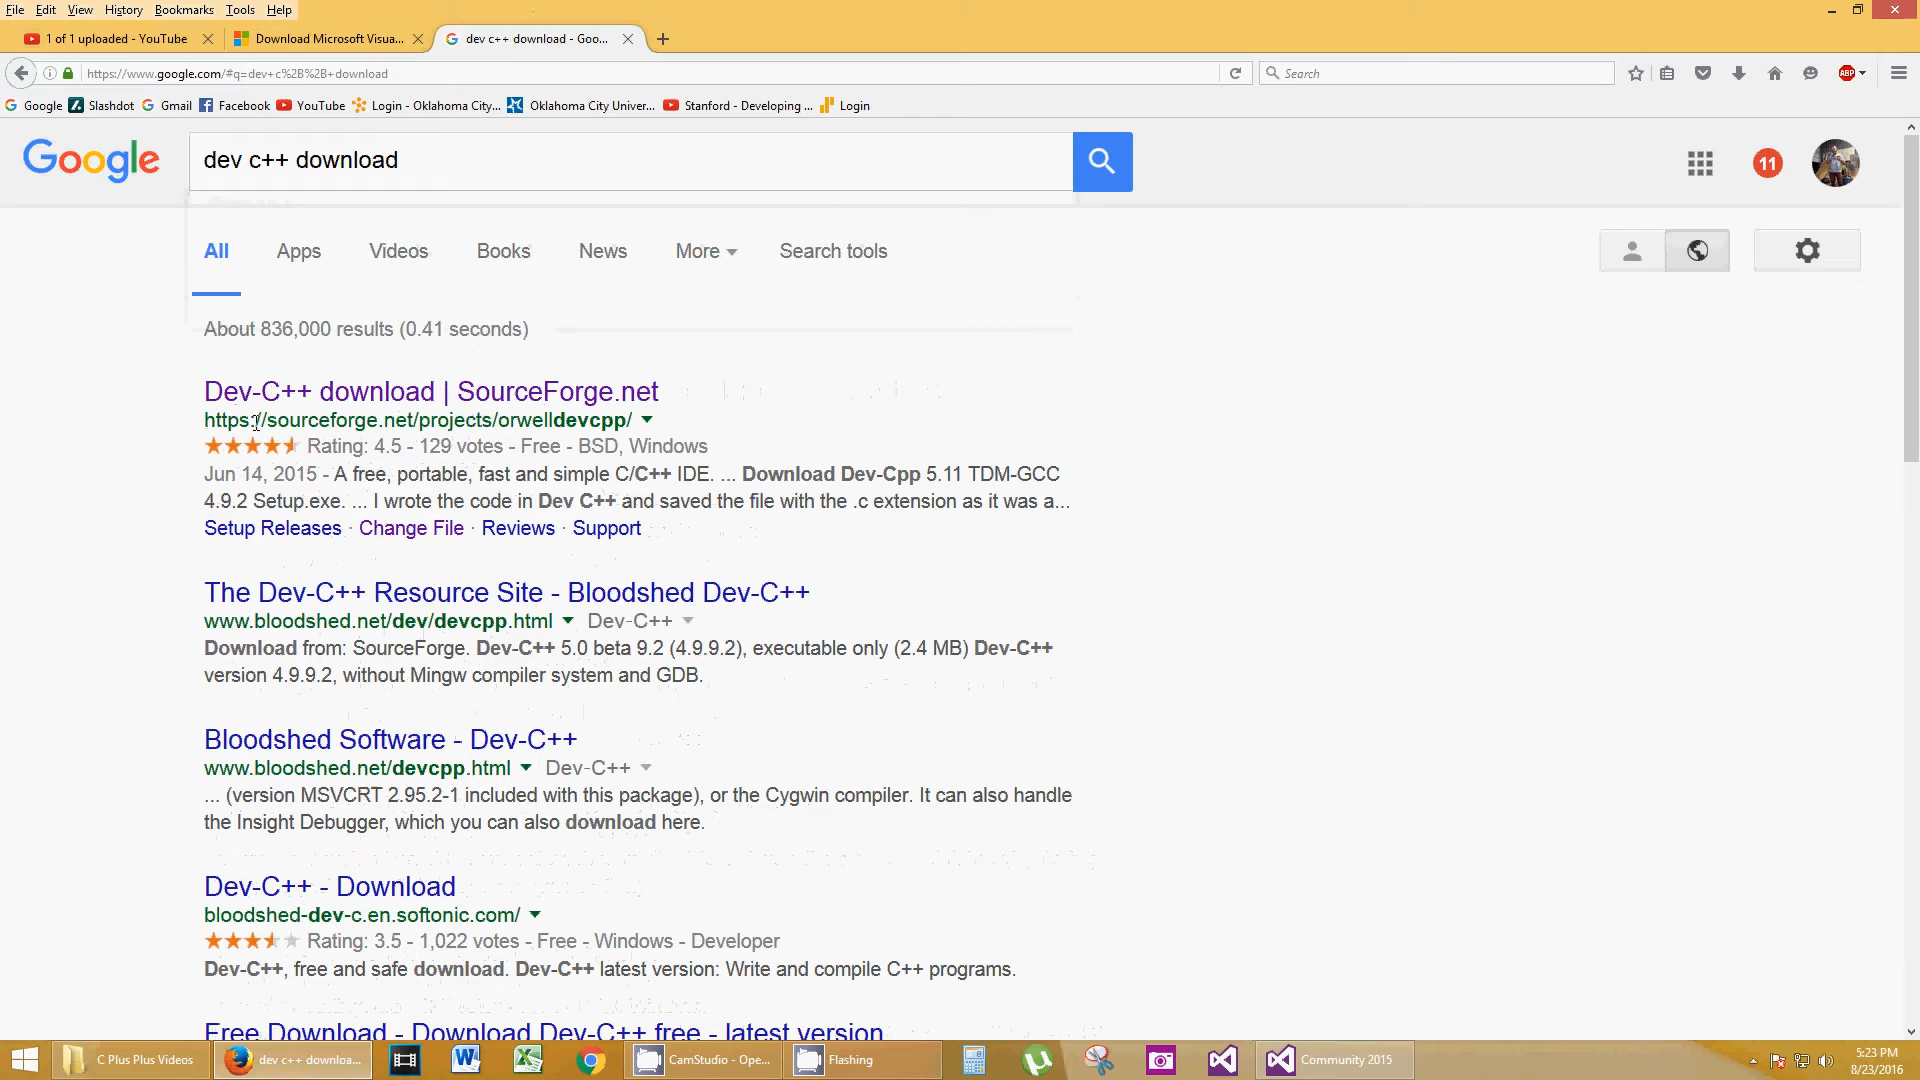 File Edit View History Bookmarks Tools Help
1 of 1 uploaded - YouTube Download Microsoft Visua... dev c++ download - Goo...
https://www.google.com/#q=dev+c%2B%2B+download Search ABP
Google Slashdot Gmail Facebook YouTube Login - Oklahoma City... Oklahoma City Univer... Stanford - Developing ... Login
Google dev c++ download 11
All Apps Videos Books News More Search tools
About 836,000 results (0.41 seconds)
Dev-C++ download | SourceForge.net
https://sourceforge.net/projects/orwelldevcpp/
Rating: 4.5 - 129 votes - Free - BSD, Windows
Jun 14, 2015 - A free, portable, fast and simple C/C++ IDE. ... Download Dev-Cpp 5.11 TDM-GCC
4.9.2 Setup.exe. ... I wrote the code in Dev C++ and saved the file with the .c extension as it was a...
Setup Releases · Change File · Reviews · Support
The Dev-C++ Resource Site - Bloodshed Dev-C++
www.bloodshed.net/dev/devcpp.html Dev-C++
Download from: SourceForge. Dev-C++ 5.0 beta 9.2 (4.9.9.2), executable only (2.4 MB) Dev-C++
version 4.9.9.2, without Mingw compiler system and GDB.
Bloodshed Software - Dev-C++
www.bloodshed.net/devcpp.html Dev-C++
... (version MSVCRT 2.95.2-1 included with this package), or the Cygwin compiler. It can also handle
the Insight Debugger, which you can also download here.
Dev-C++ - Download
bloodshed-dev-c.en.softonic.com/
Rating: 3.5 - 1,022 votes - Free - Windows - Developer
Dev-C++, free and safe download. Dev-C++ latest version: Write and compile C++ programs.
Free Download - Download Dev-C++ free - latest version
C Plus Plus Videos dev c++ downloa... CamStudio - Ope... Flashing Community 2015 5:23 PM
8/23/2016